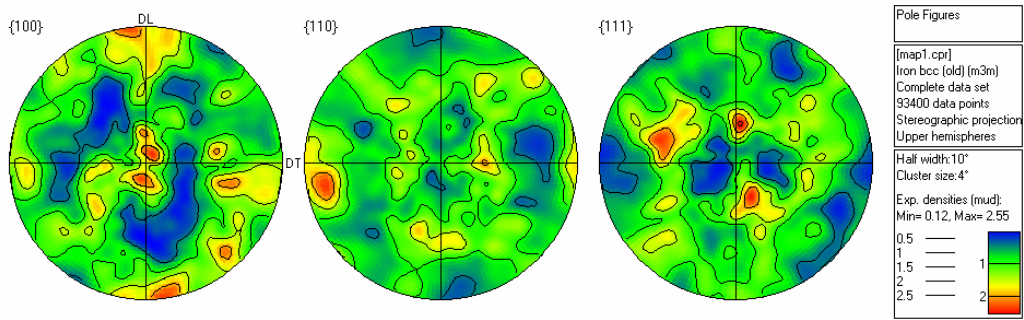 {100}
DL
DT
{110}
{111}
Pole Figures
[map1.cpr]
Iron bcc (old) (m3m)
Complete data set
93400 data points
Stereographic projection
Upper hemispheres
Half width:10°
Cluster size:4°
Exp. densities (mud):
Min= 0.12, Max= 2.55
0.5
1
1.5
2
2.5
1
2